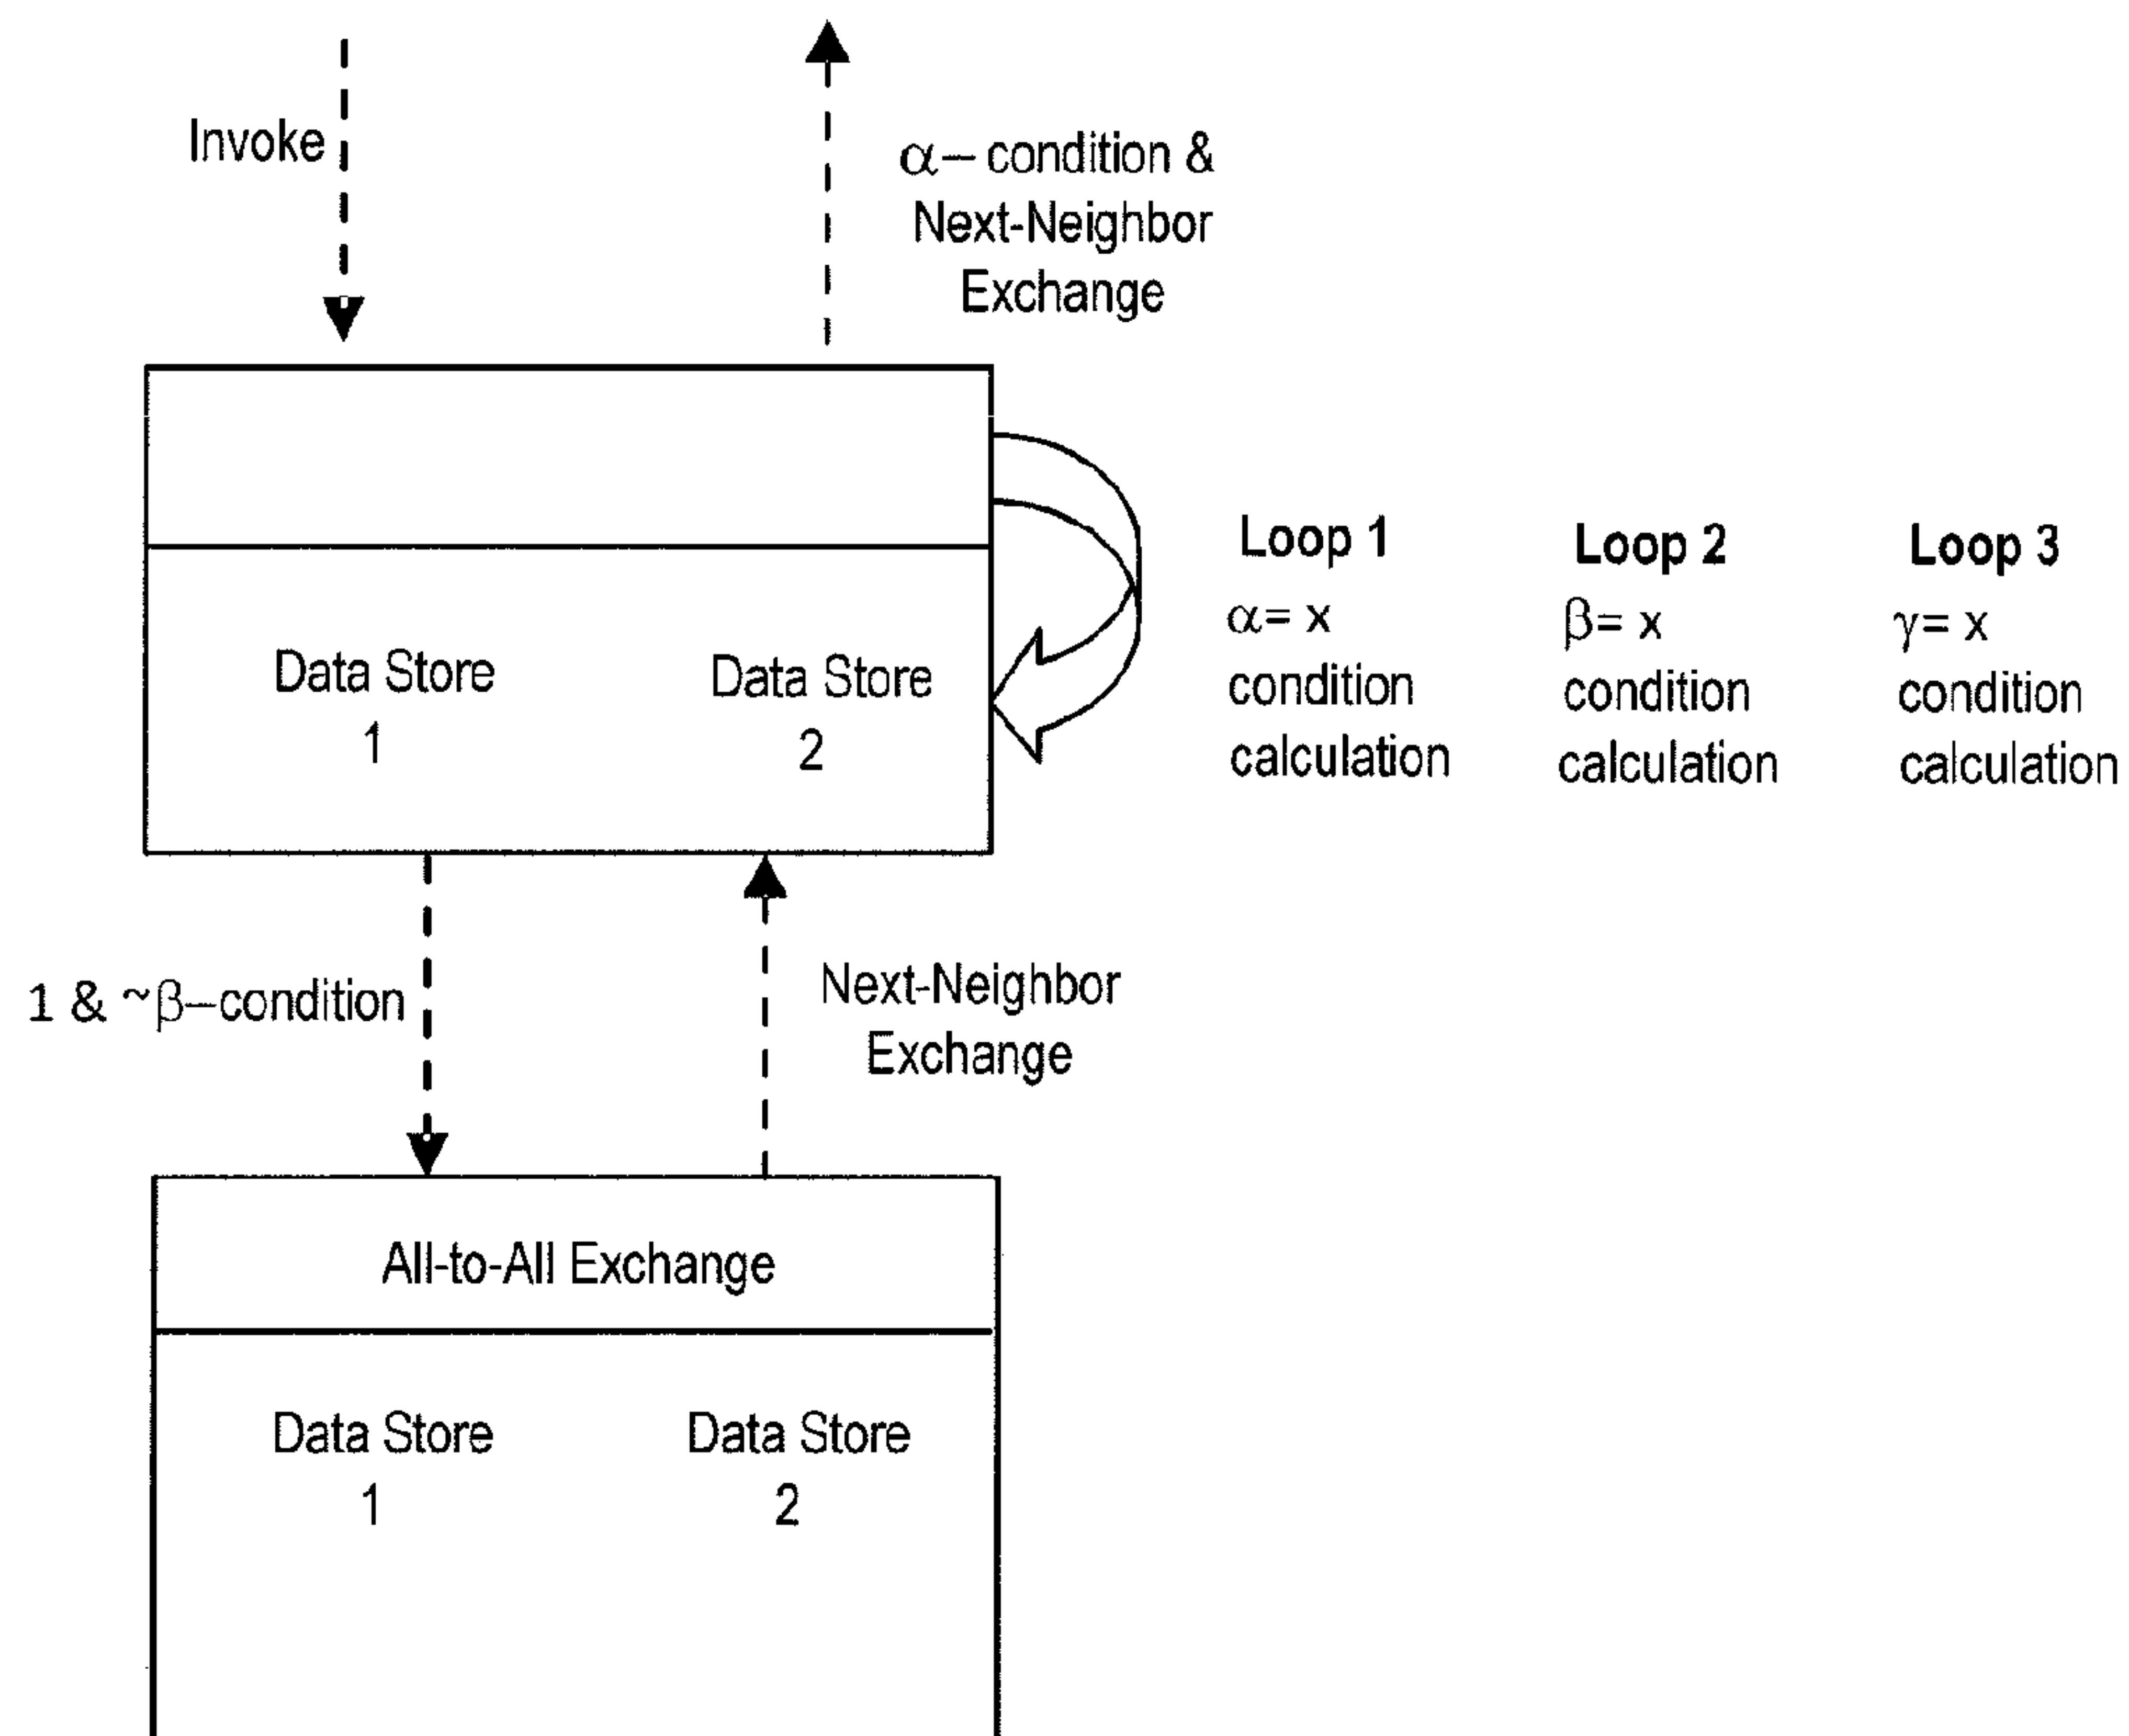 Invoke
α– condition &
Next-Neighbor
Exchange
Loop 1
α= x
condition
calculation
Loop 2
β= x
condition
calculation
Loop 3
γ= x
condition
calculation
Data Store
1
Data Store
2
1 & ~β–condition
Next-Neighbor
Exchange
All-to-All Exchange
Data Store
1
Data Store
2